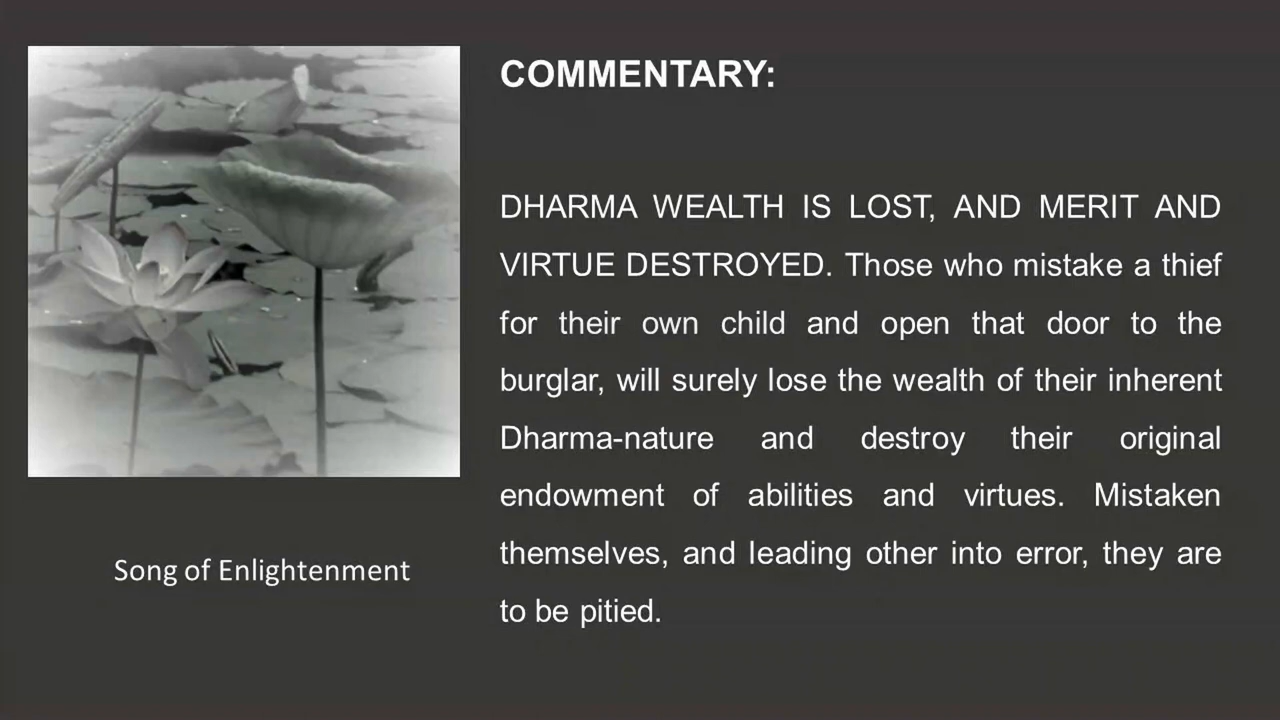 COMMENTARY:
DHARMA WEALTH IS LOST, AND MERIT AND
VIRTUE DESTROYED. Those who mistake a thief
for their own child and open that door to the
burglar, will surely lose the wealth of their inherent
Dharma-nature and destroy their original
endowment of abilities and virtues. Mistaken
themselves, and leading other into error, they are
to be pitied.
Song of Enlightenment